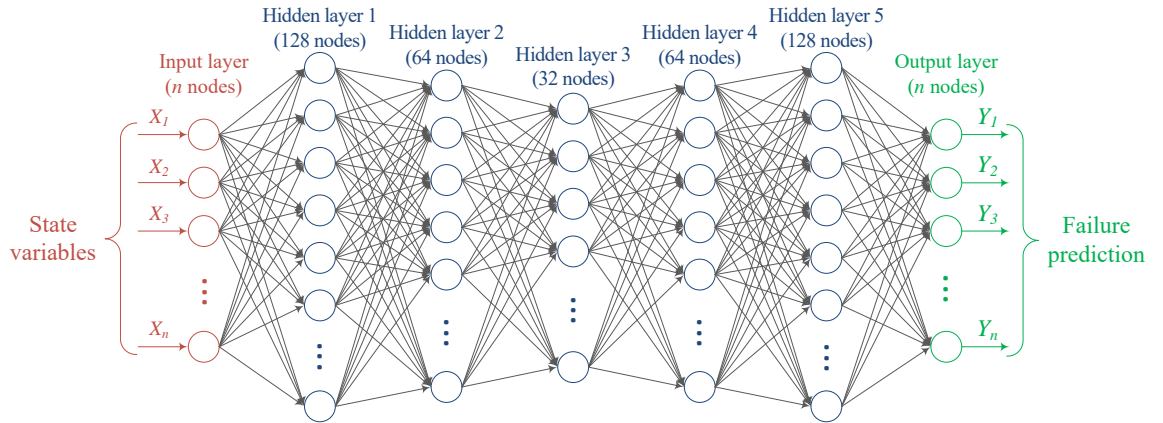 Hidden layer 1
(128 nodes)
Hidden layer 2
(64 nodes)
Hidden layer 3
(32 nodes)
Hidden layer 4
(64 nodes)
Hidden layer 5
(128 nodes)
Input layer
(n nodes)
Output layer
(n nodes)
X1
X2
X3
Xn
State
variables
Y1
Y2
Y3
Yn
Failure
prediction